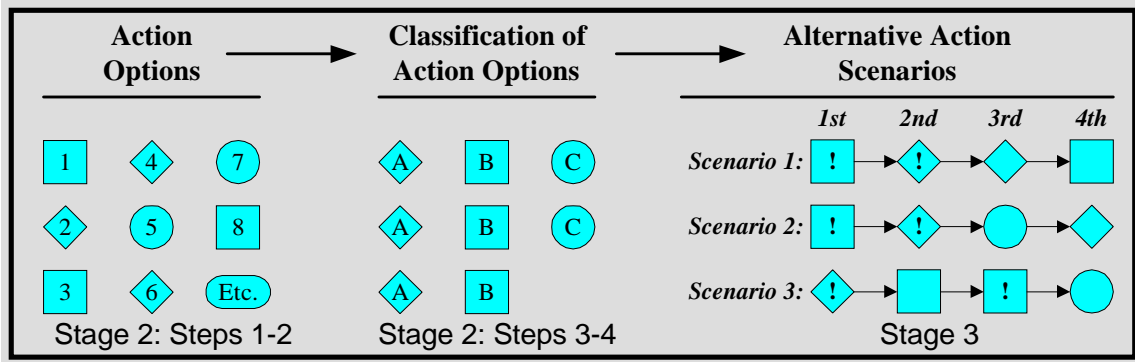 Action
Options
Classification of
Action Options
Alternative Action
Scenarios
1st 2nd 3rd 4th
1 4 7
A B C
Scenario 1: ! !
2 5 8
A B C
Scenario 2: ! !
3 6 Etc.
A B
Scenario 3: ! !
Stage 2: Steps 1-2
Stage 2: Steps 3-4
Stage 3